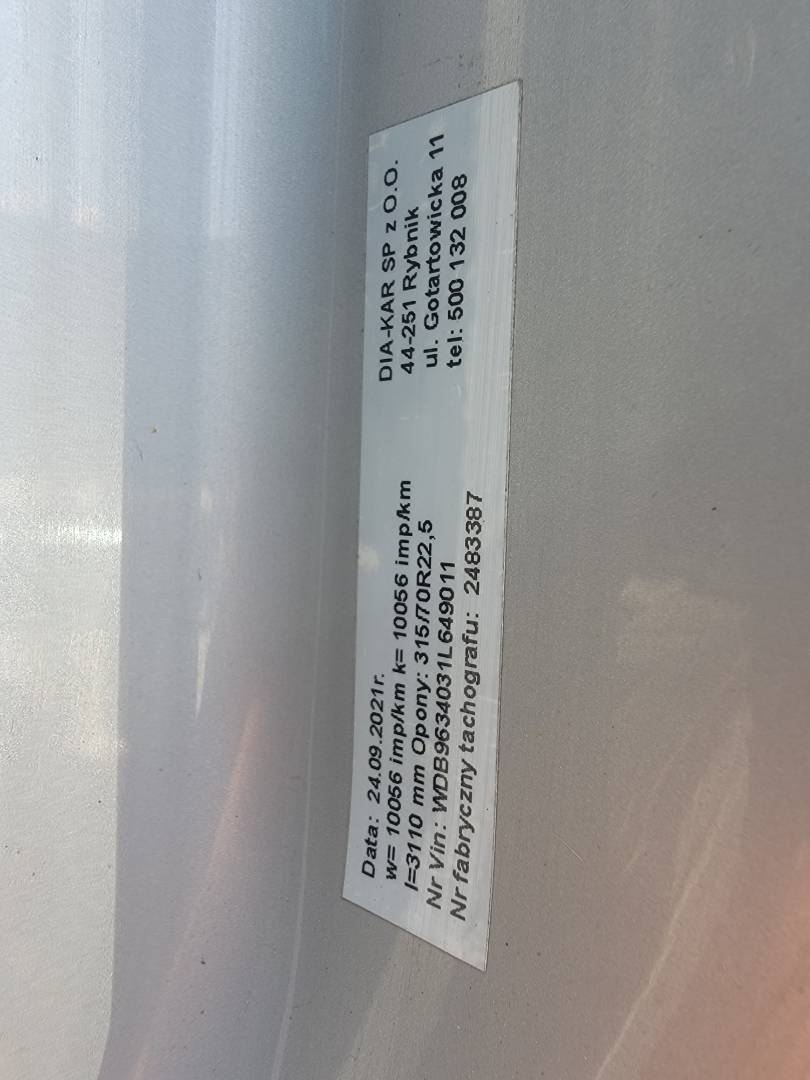 Data: 24.09.2021r.
w= 10056 imp/km k= 10056 imp/km
l=3110 mm Opony: 315/70R22,5
Nr Vin: WDB9634031L649011
Nr fabryczny tachografu: 2483387
DIA-KAR SP z O.O.
44-251 Rybnik
ul. Gotartowicka 11
tel: 500 132 008